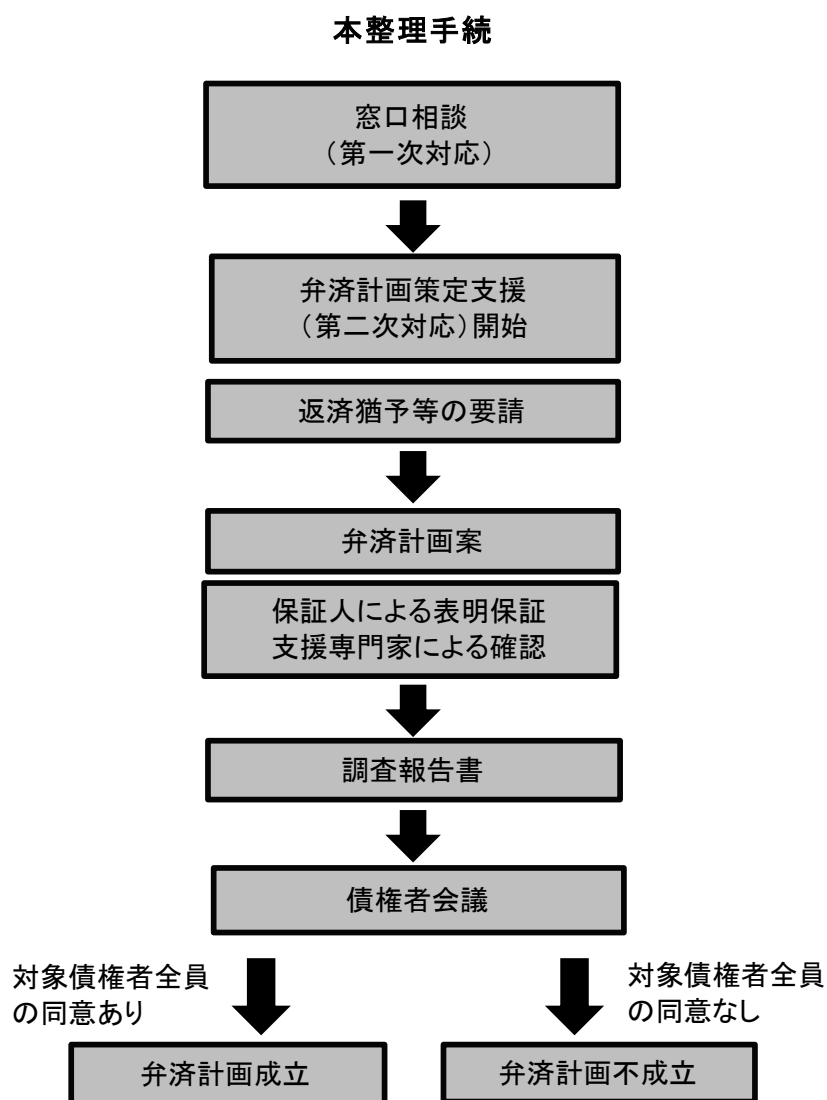 本整理手続
窓口相談
（第一次対応）
弁済計画策定支援
（第二次対応）開始
返済猶予等の要請
弁済計画案
保証人による表明保証
支援専門家による確認
調査報告書
債権者会議
対象債権者全員
の同意あり
対象債権者全員
の同意なし
弁済計画成立
弁済計画不成立